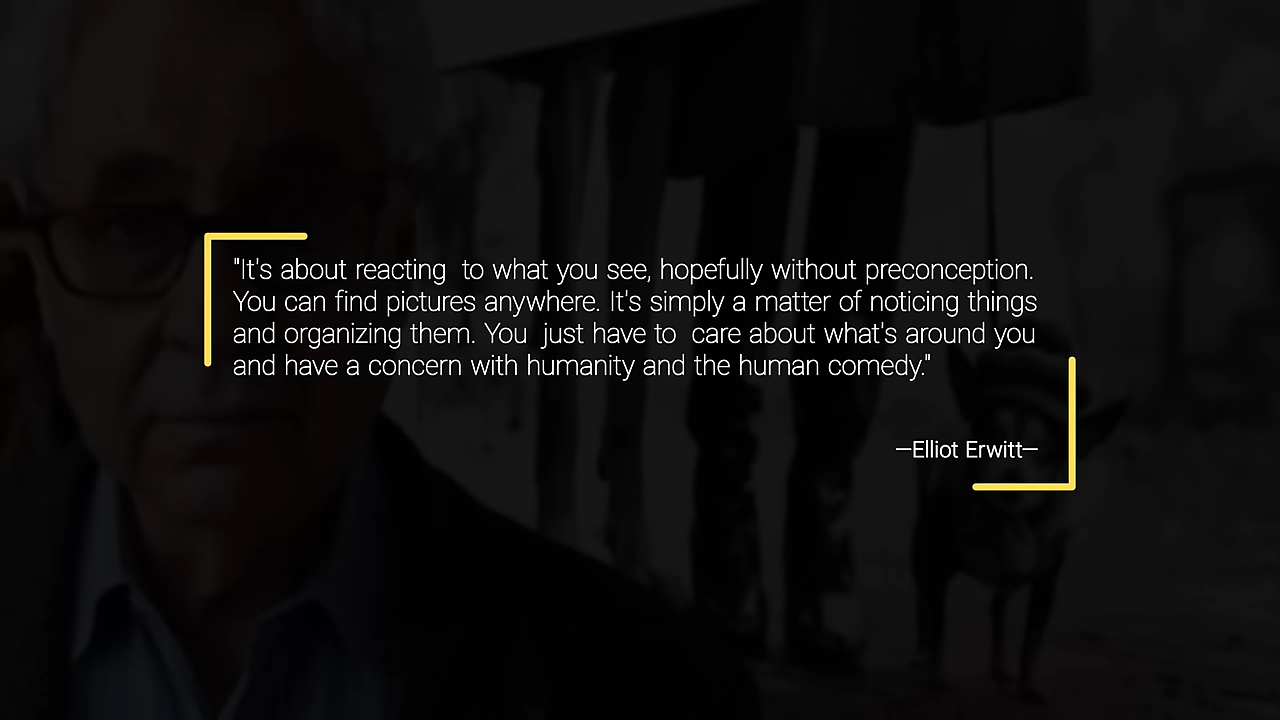 "It's about reacting  to what you see, hopefully without preconception.
You can find pictures anywhere. It's simply a matter of noticing things
and organizing them. You  just have to  care about what's around you
and have a concern with humanity and the human comedy."
—Elliot Erwitt—